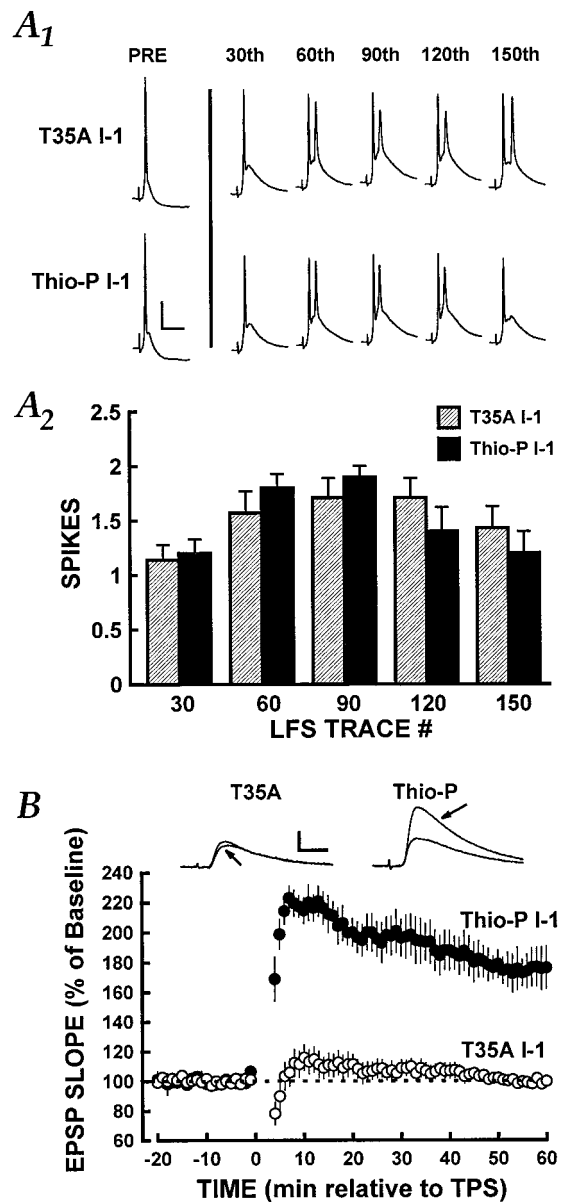 A1
PRE 30th 60th 90th 120th 150th
T35A I-1
Thio-P I-1
A2
2.5
2
1.5
1
0.5
0
SPIKES
T35A I-1
Thio-P I-1
30 60 90 120 150
LFS TRACE #
B
T35A Thio-P
EPSP SLOPE (% of Baseline)
240
220
200
180
160
140
120
100
80
60
Thio-P I-1
T35A I-1
-20 -10 0 10 20 30 40 50 60
TIME (min relative to TPS)